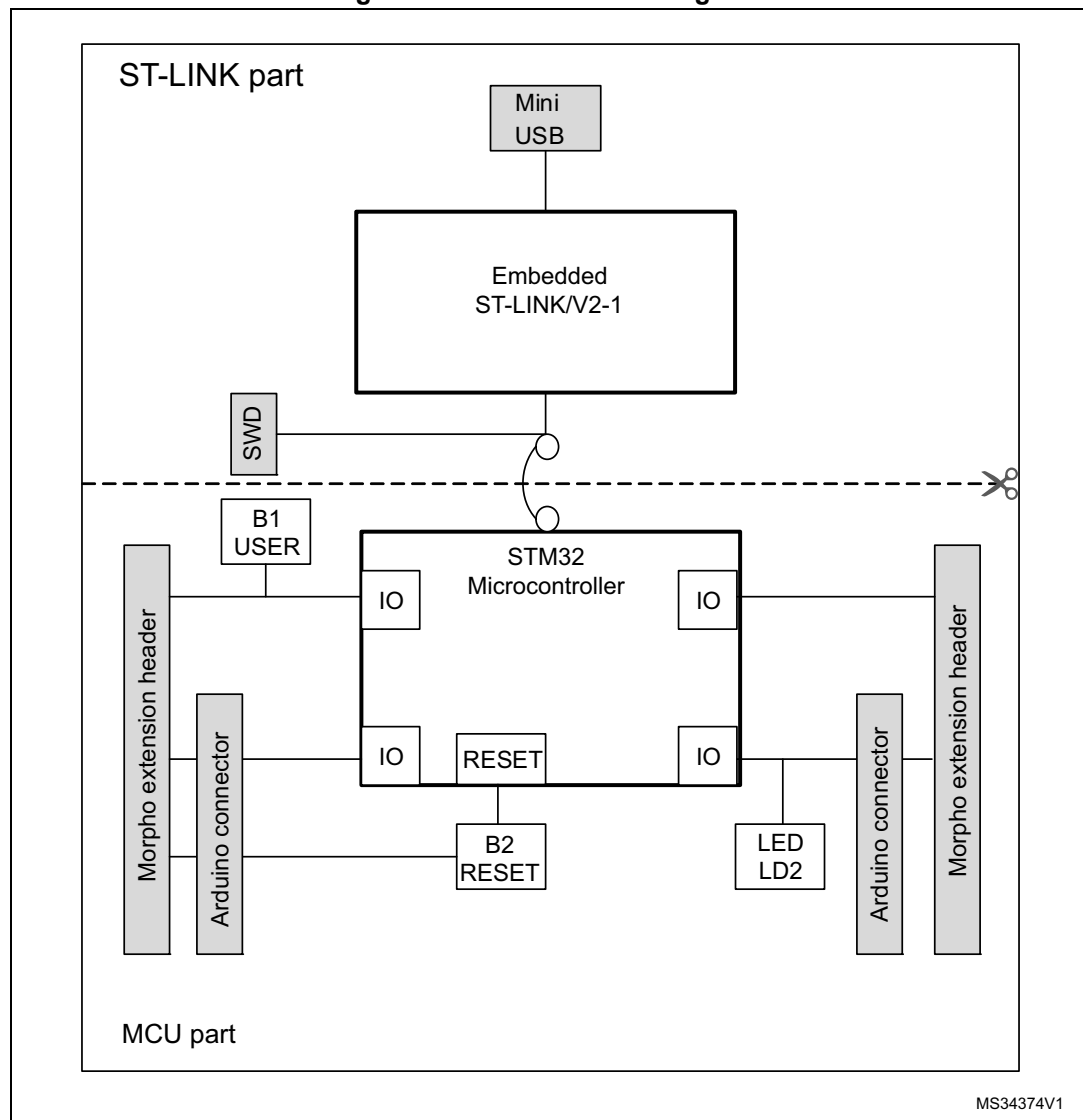 ST-LINK part
Mini
USB
Embedded
ST-LINK/V2-1
SWD
B1
USER
STM32
Microcontroller
IO
IO
Morpho extension header
Morpho extension header
Arduino connector
IO
RESET
IO
Arduino connector
B2
RESET
LED
LD2
MCU part
MS34374V1